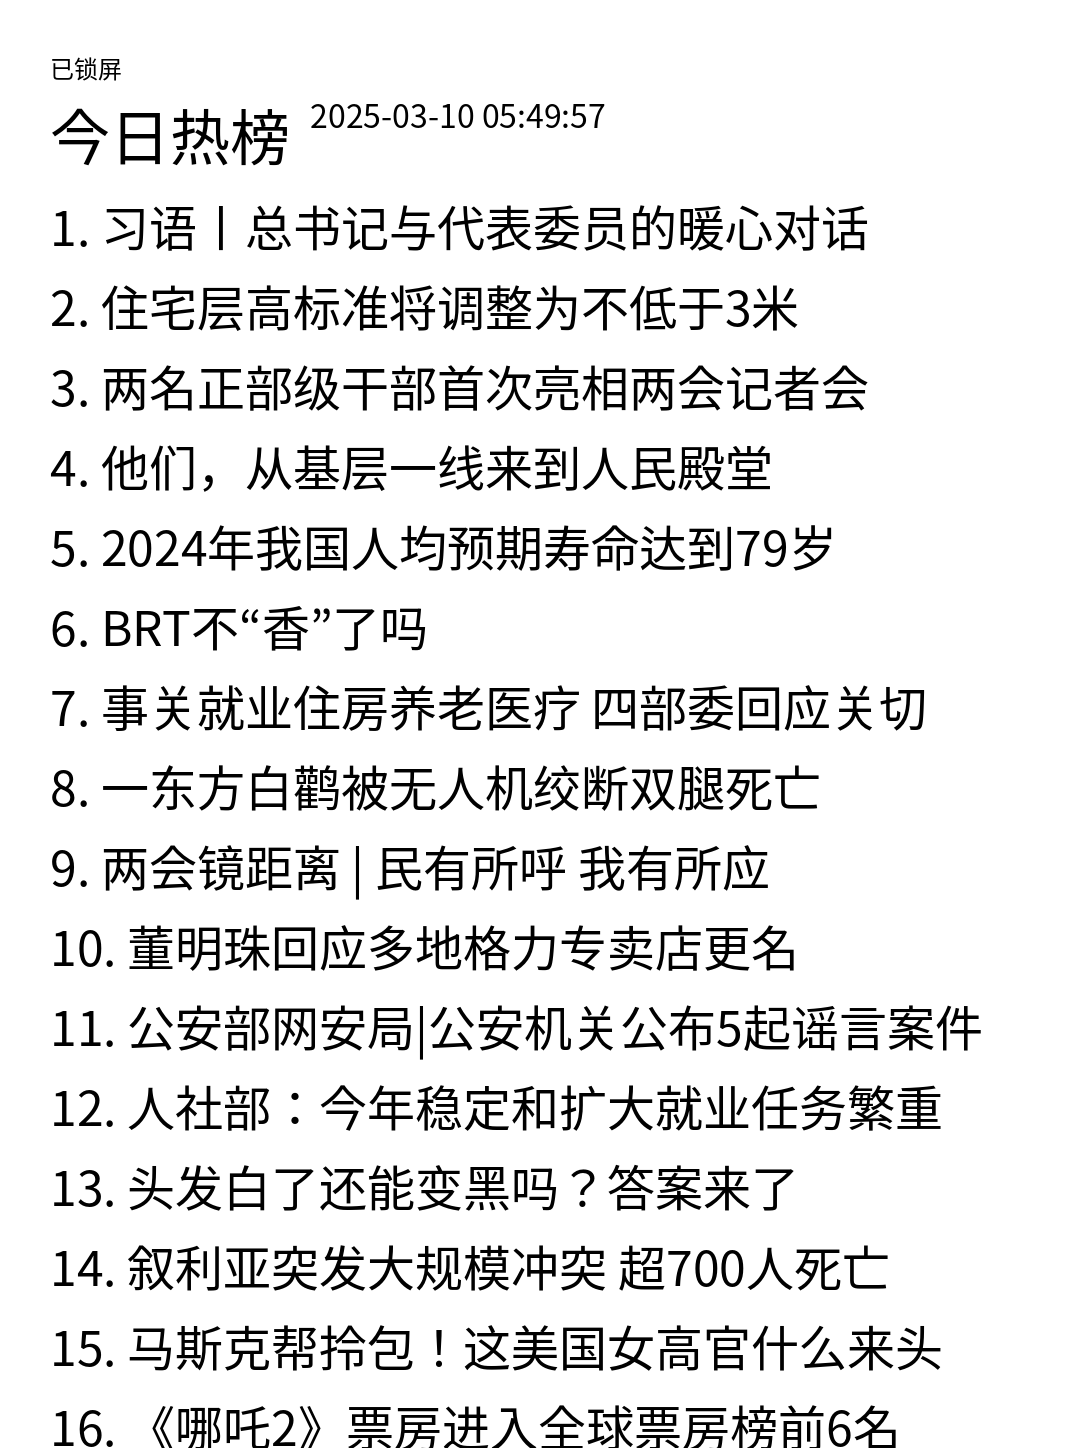 已锁屏
今日热榜 2025-03-10 05:49:57
1. 习语丨总书记与代表委员的暖心对话
2. 住宅层高标准将调整为不低于3米
3. 两名正部级干部首次亮相两会记者会
4. 他们，从基层一线来到人民殿堂
5. 2024年我国人均预期寿命达到79岁
6. BRT不“香”了吗
7. 事关就业住房养老医疗 四部委回应关切
8. 一东方白鹳被无人机绞断双腿死亡
9. 两会镜距离 | 民有所呼 我有所应
10. 董明珠回应多地格力专卖店更名
11. 公安部网安局|公安机关公布5起谣言案件
12. 人社部：今年稳定和扩大就业任务繁重
13. 头发白了还能变黑吗？答案来了
14. 叙利亚突发大规模冲突 超700人死亡
15. 马斯克帮拎包！这美国女高官什么来头
16. 《哪吒2》票房进入全球票房榜前6名